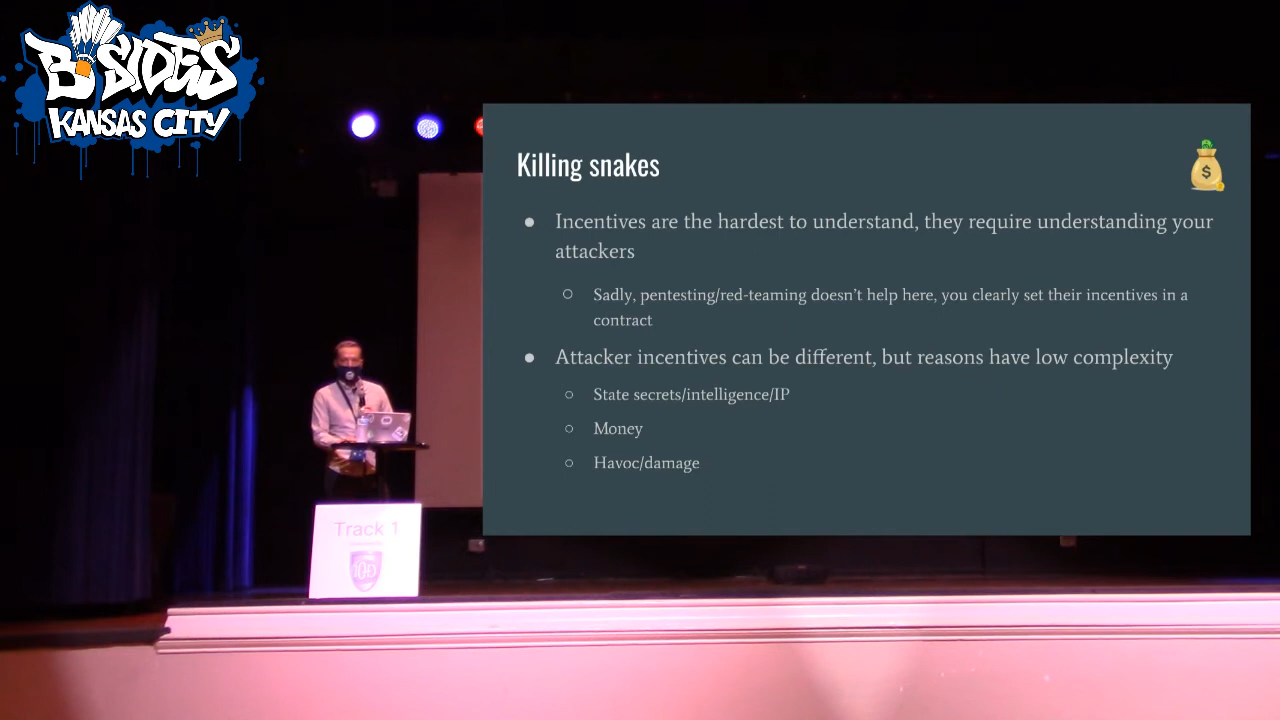 B·SIDES
KANSAS CITY
Killing snakes
$
● Incentives are the hardest to understand, they require understanding your
attackers
○ Sadly, pentesting/red-teaming doesn't help here, you clearly set their incentives in a
contract
● Attacker incentives can be different, but reasons have low complexity
○ State secrets/intelligence/IP
○ Money
○ Havoc/damage
Track 1